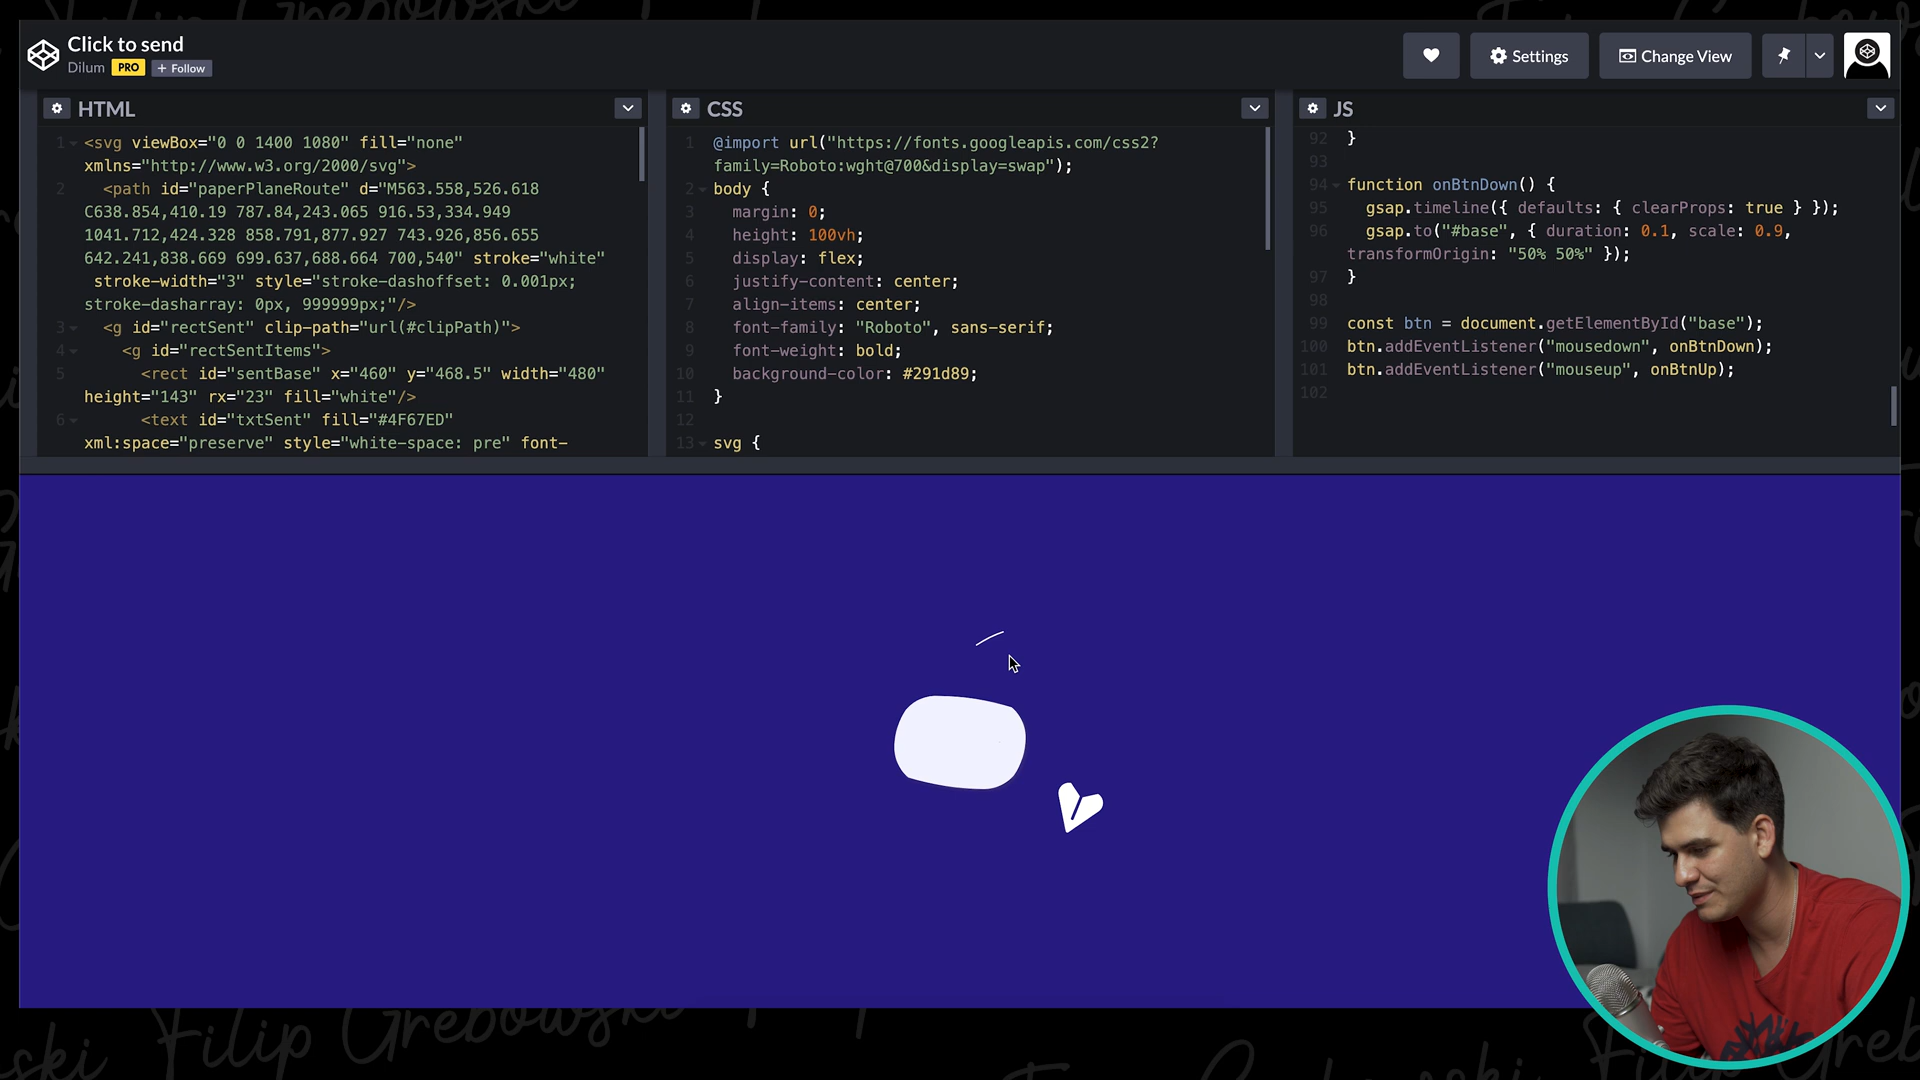 Filip Grebowski
Click to send
Dilum PRO + Follow
Settings
Change View
HTML
1 <svg viewBox="0 0 1400 1080" fill="none"
xmlns="http://www.w3.org/2000/svg">
2 <path id="paperPlaneRoute" d="M563.558,526.618
C638.854,410.19 787.84,243.065 916.53,334.949
1041.712,424.328 858.791,877.927 743.926,856.655
642.241,838.669 699.637,688.664 700,540" stroke="white"
stroke-width="3" style="stroke-dashoffset: 0.001px;
stroke-dasharray: 0px, 999999px;"/>
3 <g id="rectSent" clip-path="url(#clipPath)">
4 <g id="rectSentItems">
5 <rect id="sentBase" x="460" y="468.5" width="480"
height="143" rx="23" fill="white"/>
6 <text id="txtSent" fill="#4F67ED"
xml:space="preserve" style="white-space: pre" font-
CSS
1 @import url("https://fonts.googleapis.com/css2?
family=Roboto:wght@700&display=swap");
2 body {
3 margin: 0;
4 height: 100vh;
5 display: flex;
6 justify-content: center;
7 align-items: center;
8 font-family: "Roboto", sans-serif;
9 font-weight: bold;
10 background-color: #291d89;
11 }
12
13 svg {
JS
92 }
93
94 function onBtnDown() {
95 gsap.timeline({ defaults: { clearProps: true } });
96 gsap.to("#base", { duration: 0.1, scale: 0.9,
transformOrigin: "50% 50%" });
97 }
98
99 const btn = document.getElementById("base");
100 btn.addEventListener("mousedown", onBtnDown);
101 btn.addEventListener("mouseup", onBtnUp);
102
ski Filip Grebowski